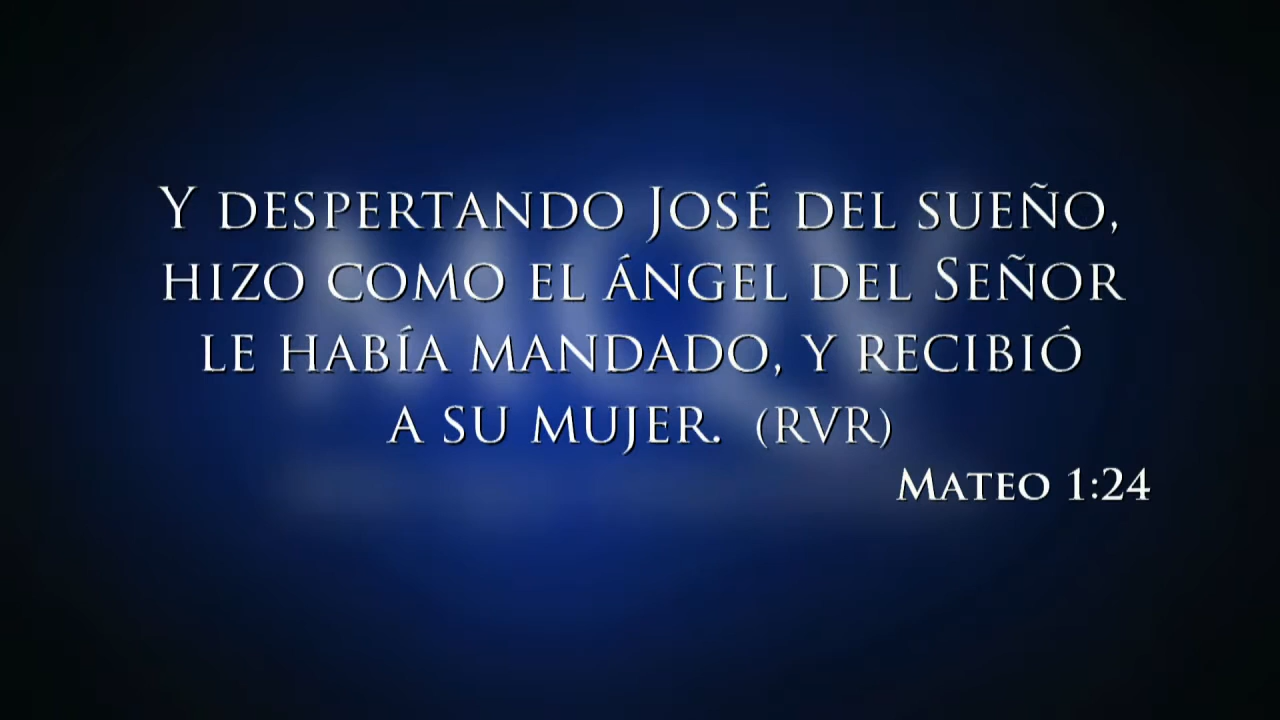 Y despertando José del sueño,
hizo como el ángel del Señor
le había mandado, y recibió
a su mujer. (RVR)
Mateo 1:24